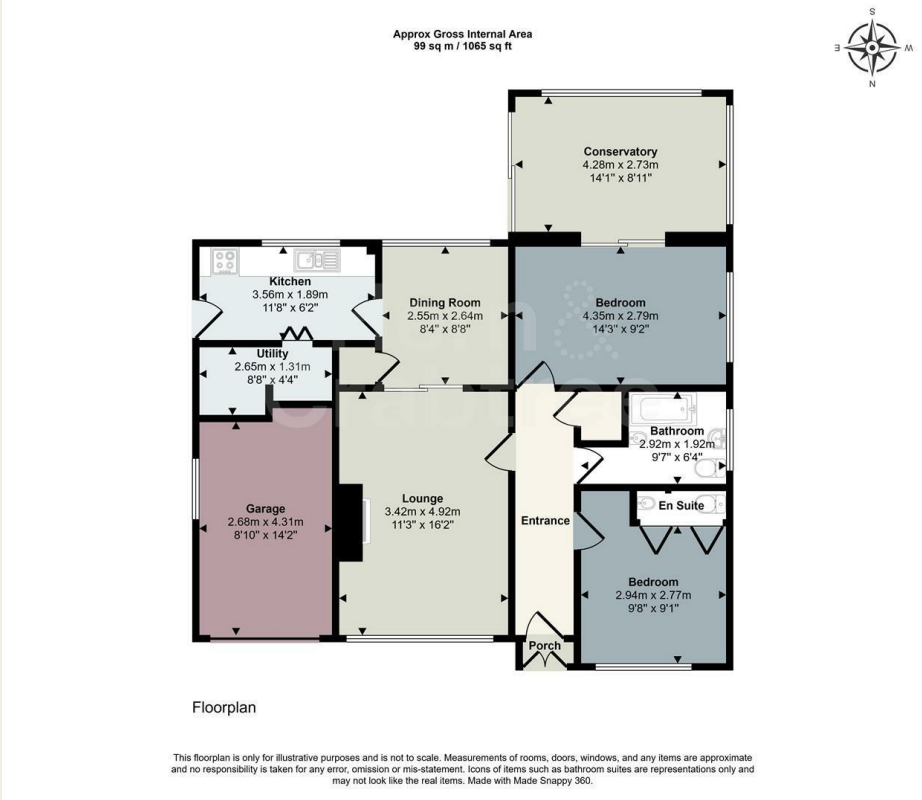 Approx Gross Internal Area
99 sq m / 1065 sq ft
S
E
W
N
Conservatory
4.28m x 2.73m
14'1" x 8'11"
Kitchen
3.56m x 1.89m
11'8" x 6'2"
Dining Room
2.55m x 2.64m
8'4" x 8'8"
Bedroom
4.35m x 2.79m
14'3" x 9'2"
Utility
2.65m x 1.31m
8'8" x 4'4"
Bathroom
2.92m x 1.92m
9'7" x 6'4"
Garage
2.68m x 4.31m
8'10" x 14'2"
Lounge
3.42m x 4.92m
11'3" x 16'2"
En Suite
Entrance
Bedroom
2.94m x 2.77m
9'8" x 9'1"
Porch
Floorplan
This floorplan is only for illustrative purposes and is not to scale. Measurements of rooms, doors, windows, and any items are approximate
and no responsibility is taken for any error, omission or mis-statement. Icons of items such as bathroom suites are representations only and
may not look like the real items. Made with Made Snappy 360.